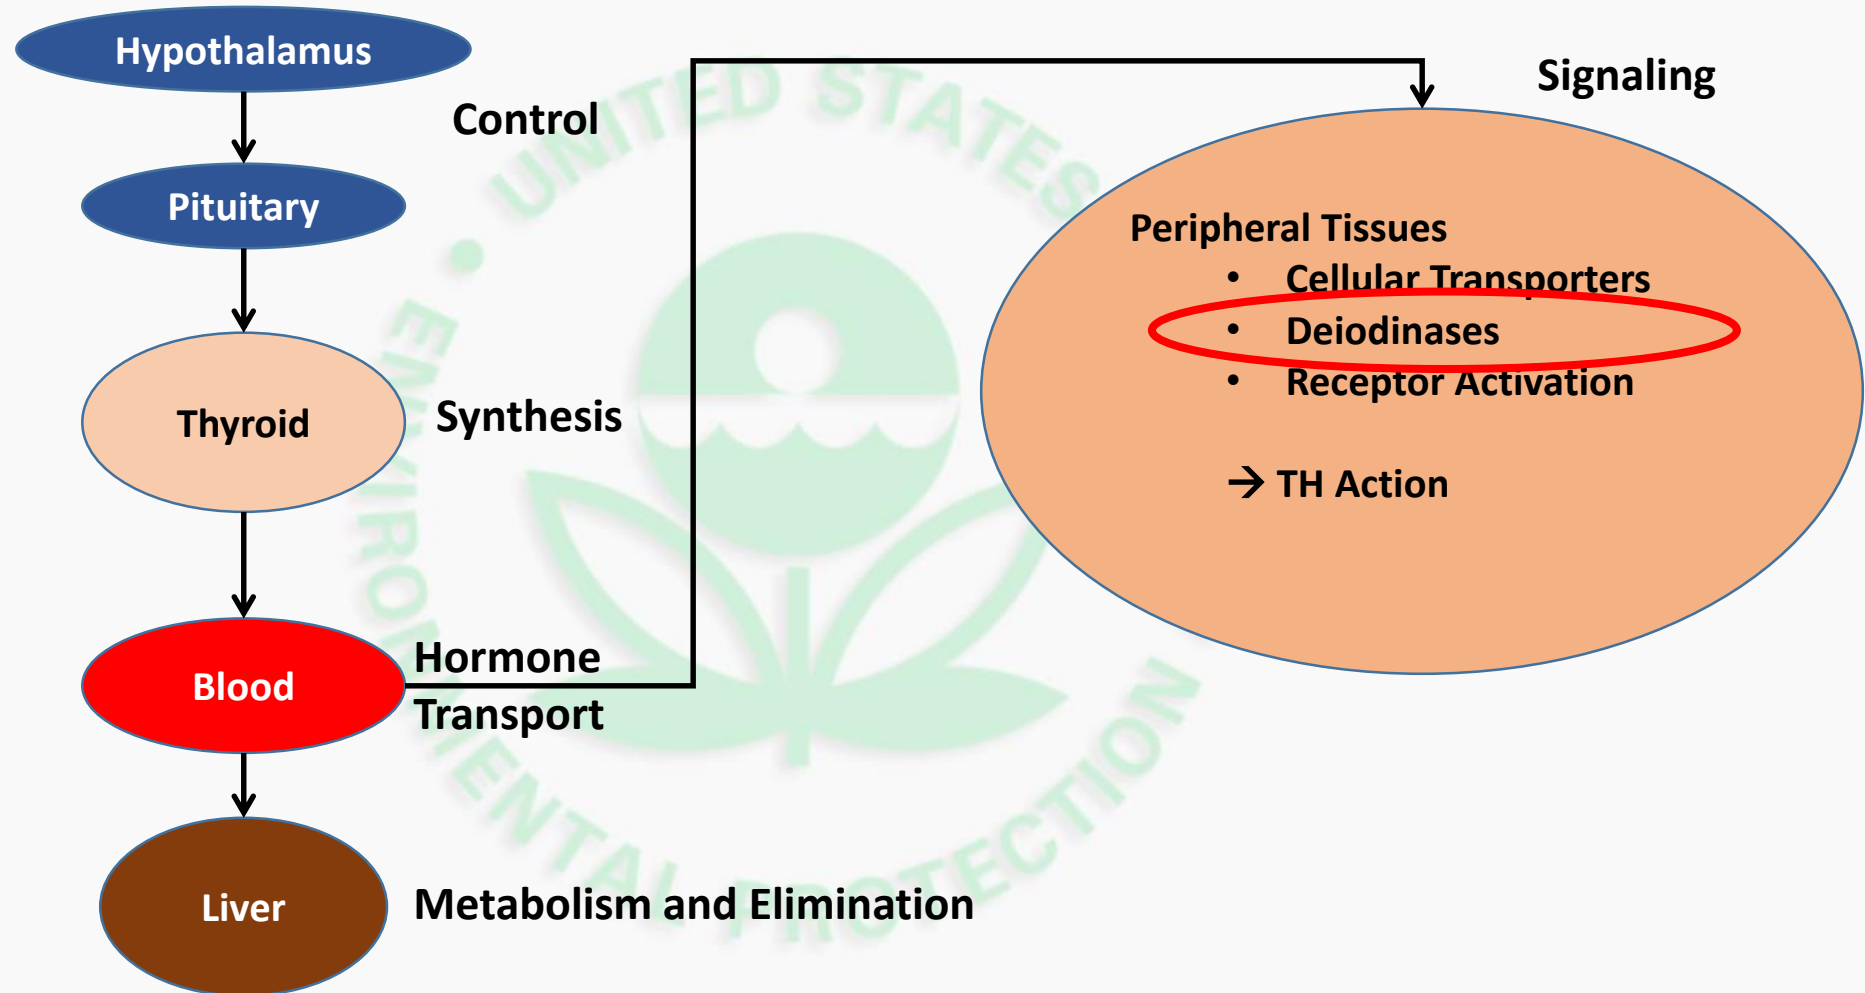 Hypothalamus
Control
Pituitary
Thyroid
Synthesis
Blood
Hormone
Transport
Liver
Metabolism and Elimination
Signaling
Peripheral Tissues
• Cellular Transporters
• Deiodinases
• Receptor Activation
→ TH Action
UNITED STATES
ENVIRONMENTAL PROTECTION